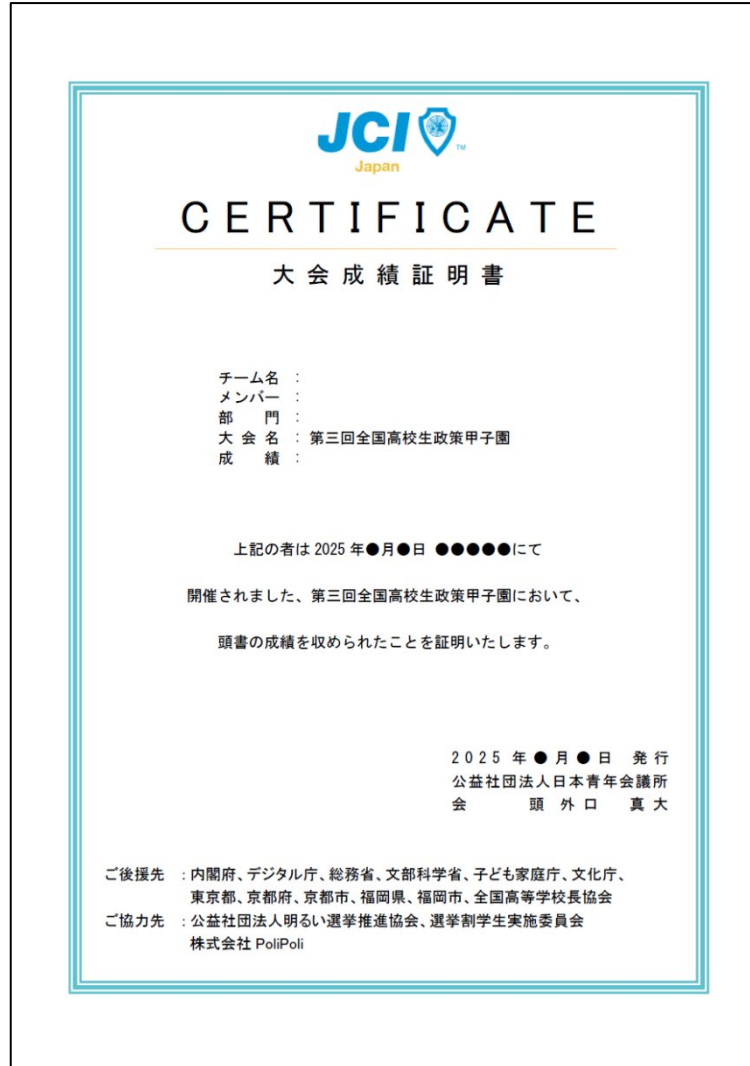 JCI
TM
Japan
CERTIFICATE
大会成績証明書
チーム名 :
メンバー :
部 門 :
大 会 名 : 第三回全国高校生政策甲子園
成 績 :
上記の者は 2025 年●月●日 ●●●●●にて
開催されました、第三回全国高校生政策甲子園において、
頭書の成績を収められたことを証明いたします。
2025 年●月●日 発行
公益社団法人日本青年会議所
会 頭 外口 真大
ご後援先 :内閣府、デジタル庁、総務省、文部科学省、子ども家庭庁、文化庁、
東京都、京都府、京都市、福岡県、福岡市、全国高等学校長協会
ご協力先 :公益社団法人明るい選挙推進協会、選挙割学生実施委員会
株式会社 PoliPoli